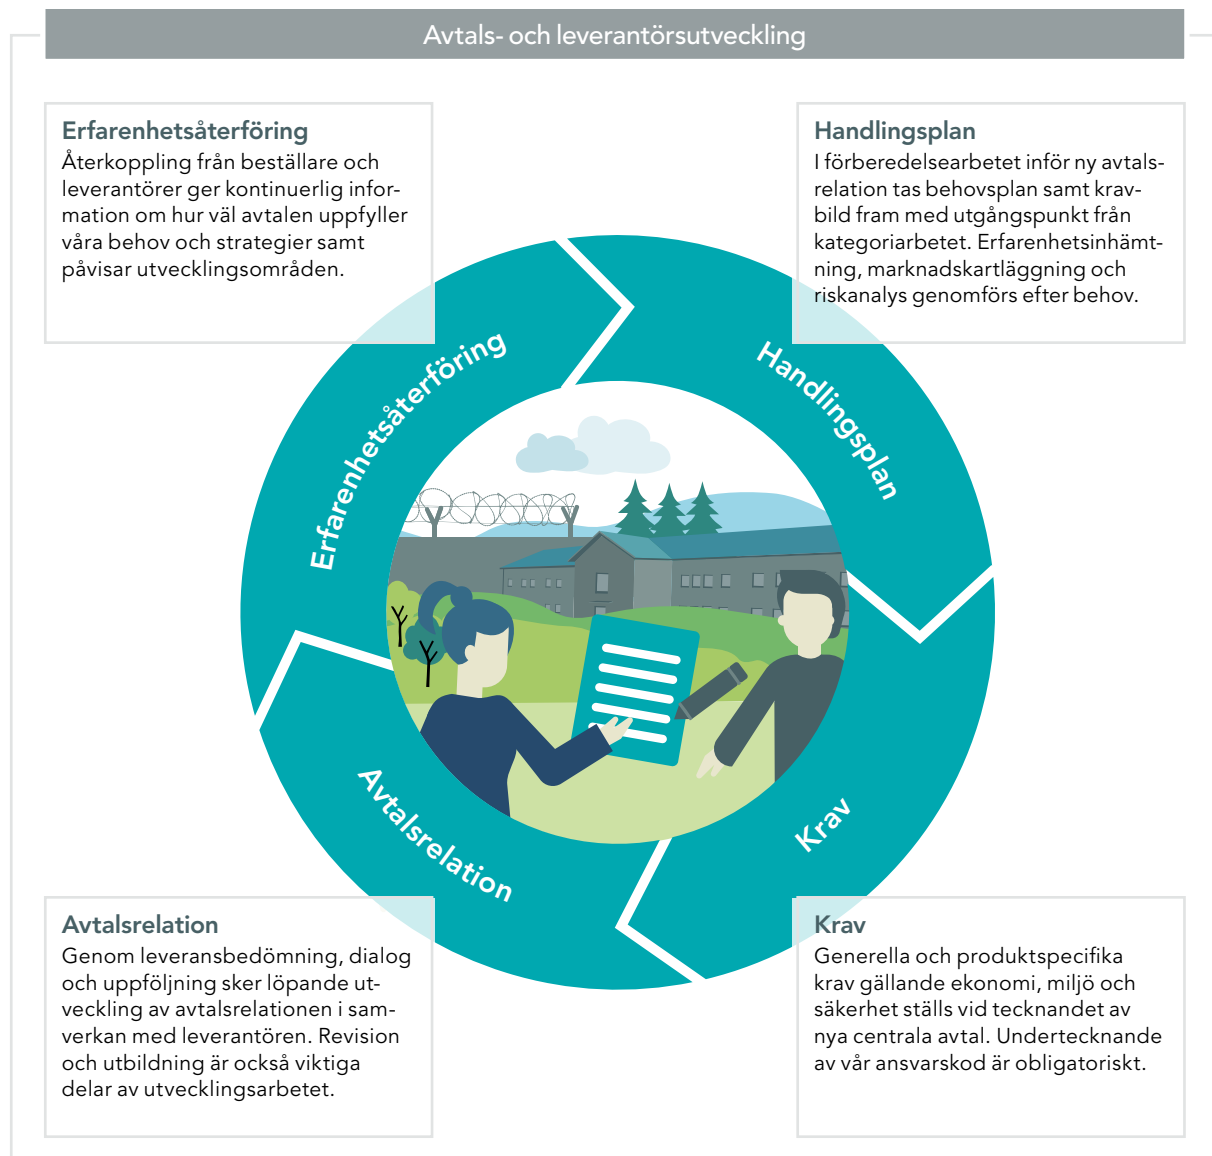 Avtals- och leverantörsutveckling
Erfarenhetsåterföring
Återkoppling från beställare och
leverantörer ger kontinuerlig infor-
mation om hur väl avtalen uppfyller
våra behov och strategier samt
påvisar utvecklingsområden.
Handlingsplan
I förberedelsearbetet inför ny avtals-
relation tas behovsplan samt krav-
bild fram med utgångspunkt från
kategoriarbetet. Erfarenhetsinhämt-
ning, marknadskartläggning och
riskanalys genomförs efter behov.
Erfarenhetsåterföring
Handlingsplan
Avtalsrelation
Krav
Avtalsrelation
Genom leveransbedömning, dialog
och uppföljning sker löpande ut-
veckling av avtalsrelationen i sam-
verkan med leverantören. Revision
och utbildning är också viktiga
delar av utvecklingsarbetet.
Krav
Generella och produktspecifika
krav gällande ekonomi, miljö och
säkerhet ställs vid tecknandet av
nya centrala avtal. Undertecknande
av vår ansvarskod är obligatoriskt.